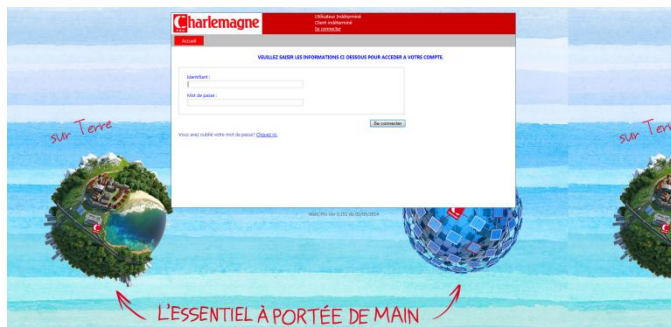 Charlemagne
Utilisateur Indéterminé
Client indéterminé
Se connecter
Accueil
VEUILLEZ SAISIR LES INFORMATIONS CI DESSOUS POUR ACCEDER A VOTRE COMPTE.
Identifiant :
Mot de passe :
Se connecter
Vous avez oublié votre mot de passe? Cliquez ici.
sur Terre
sur Terr
L'ESSENTIEL À PORTÉE DE MAIN